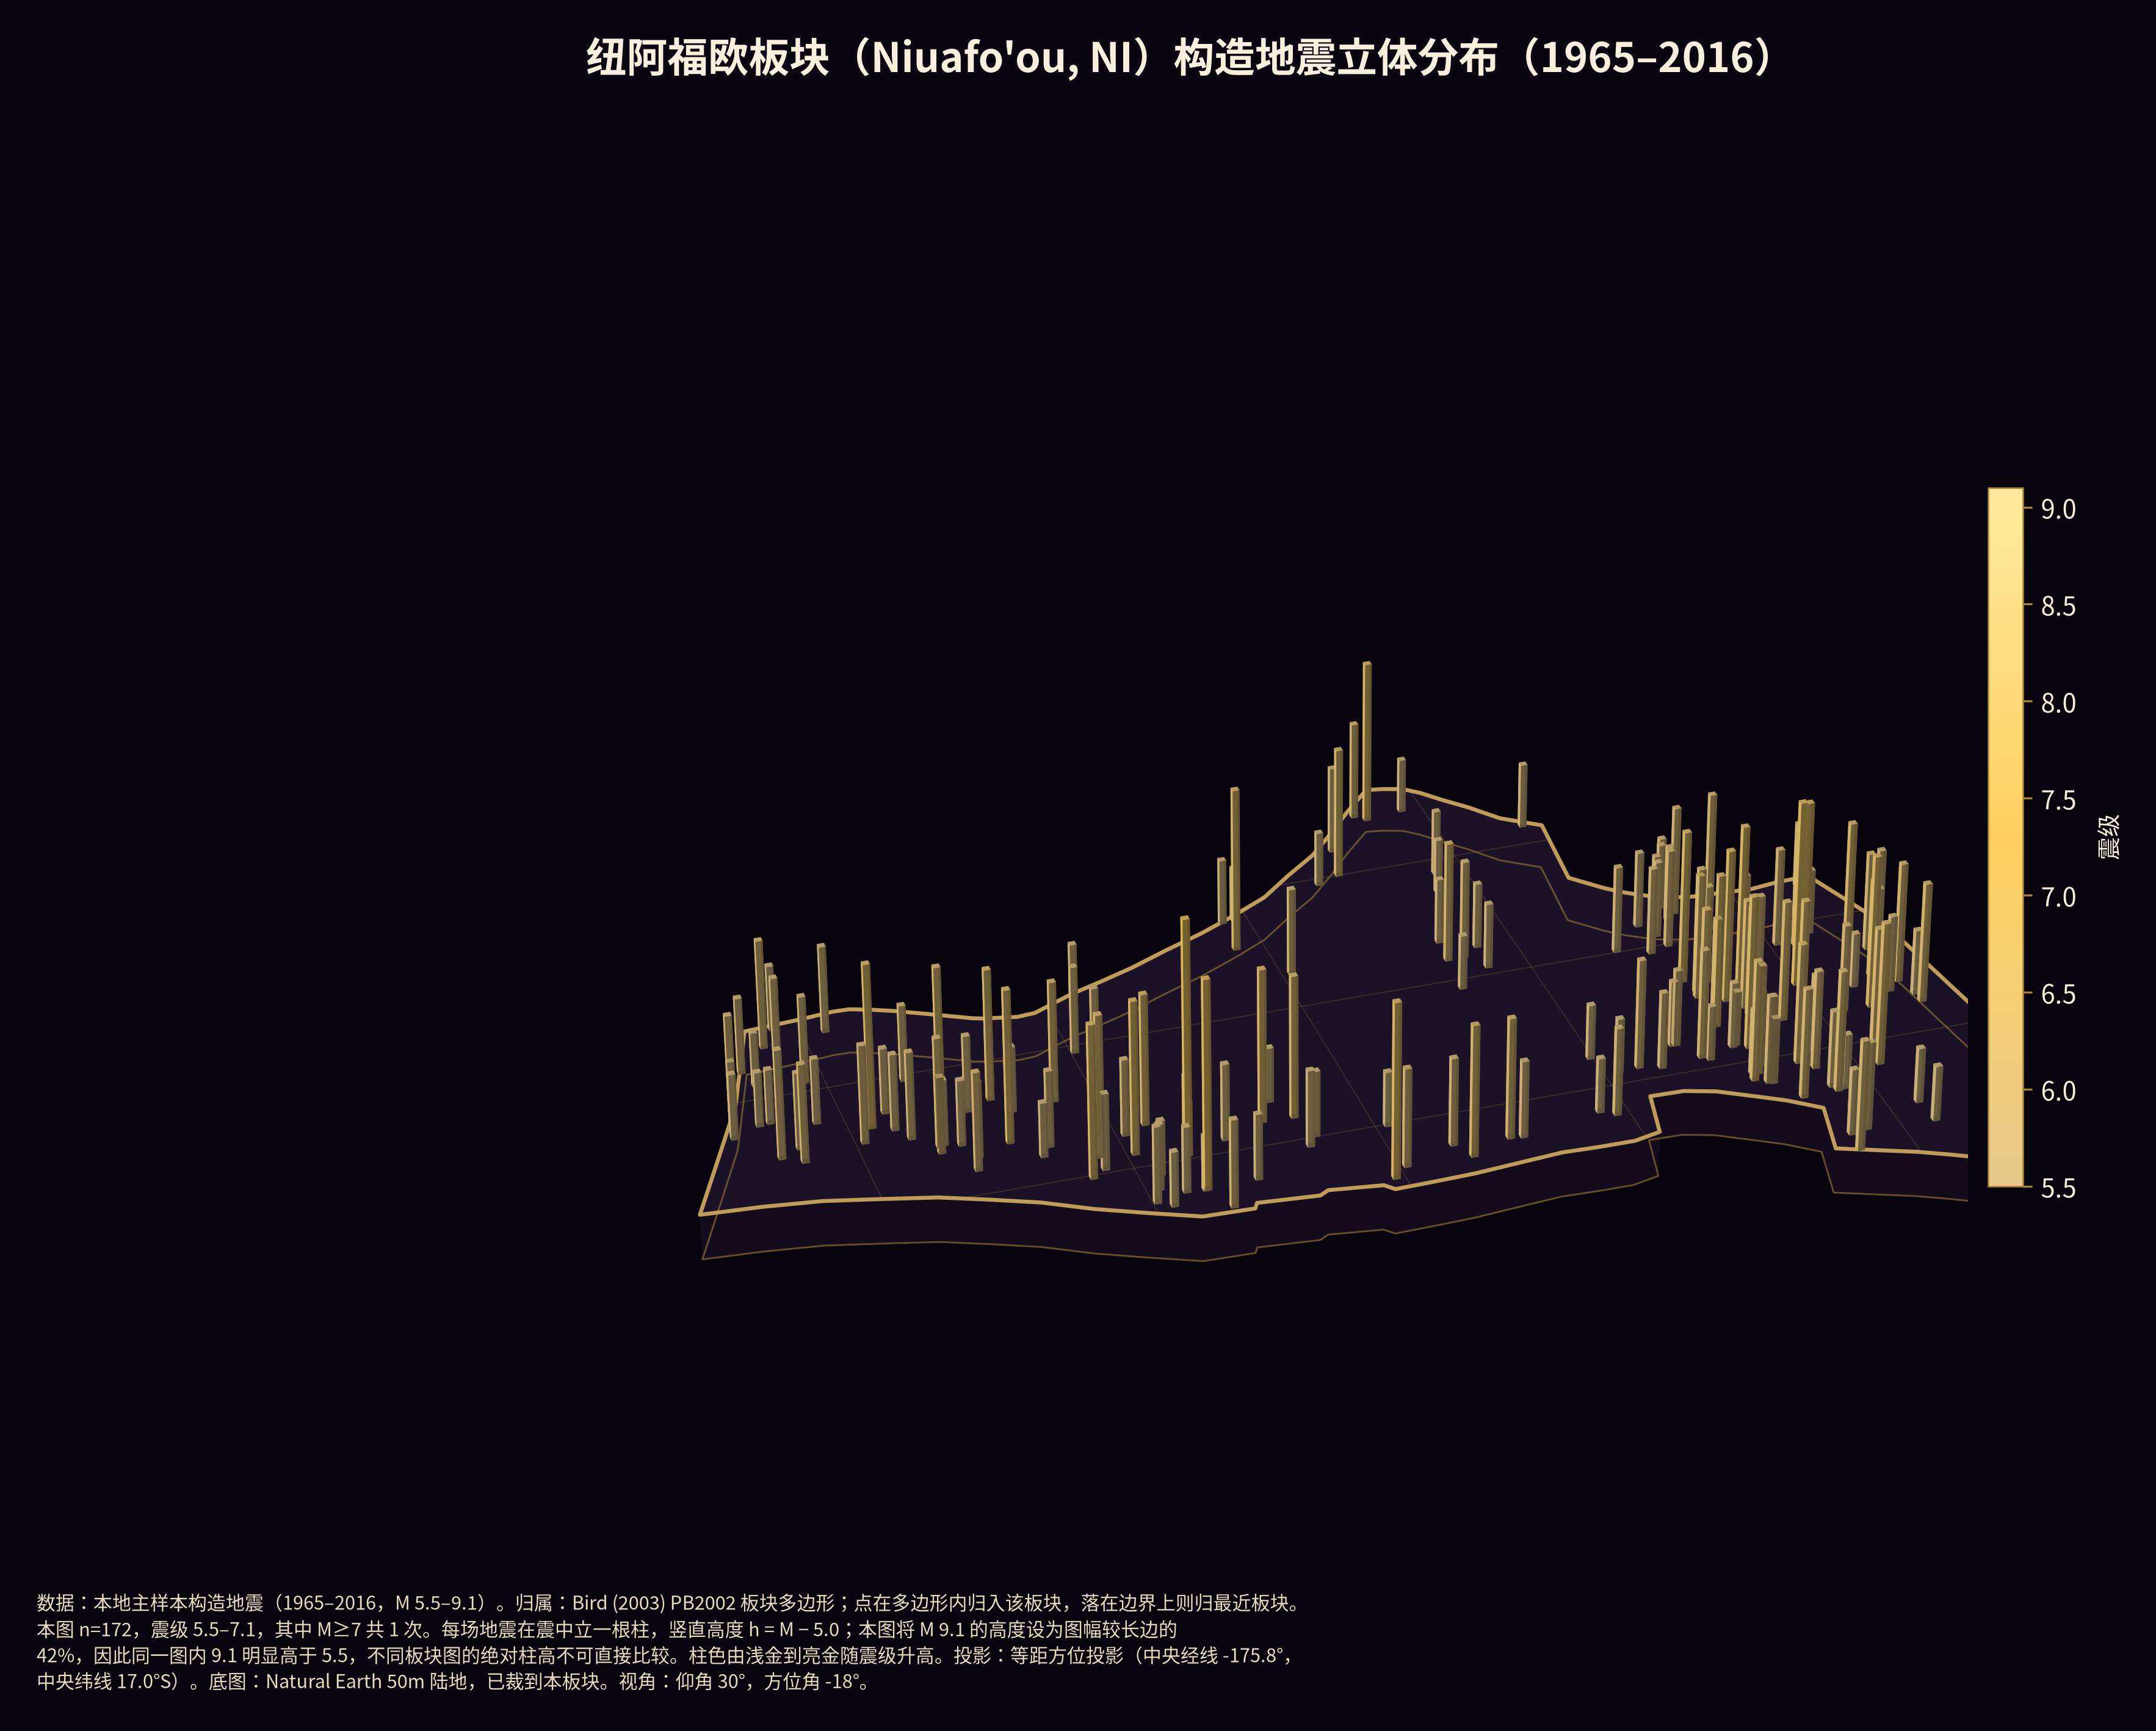 纽阿福欧板块（Niuafo'ou, NI）构造地震立体分布（1965–2016）
9.0
8.5
8.0
7.5
7.0
6.5
6.0
5.5
震级
数据：本地主样本构造地震（1965–2016，M 5.5–9.1）。归属：Bird (2003) PB2002 板块多边形；点在多边形内归入该板块，落在边界上则归最近板块。
本图 n=172，震级 5.5–7.1，其中 M≥7 共 1 次。每场地震在震中立一根柱，竖直高度 h = M − 5.0；本图将 M 9.1 的高度设为图幅较长边的
42%，因此同一图内 9.1 明显高于 5.5，不同板块图的绝对柱高不可直接比较。柱色由浅金到亮金随震级升高。投影：等距方位投影（中央经线 -175.8°，
中央纬线 17.0°S）。底图：Natural Earth 50m 陆地，已裁到本板块。视角：仰角 30°，方位角 -18°。